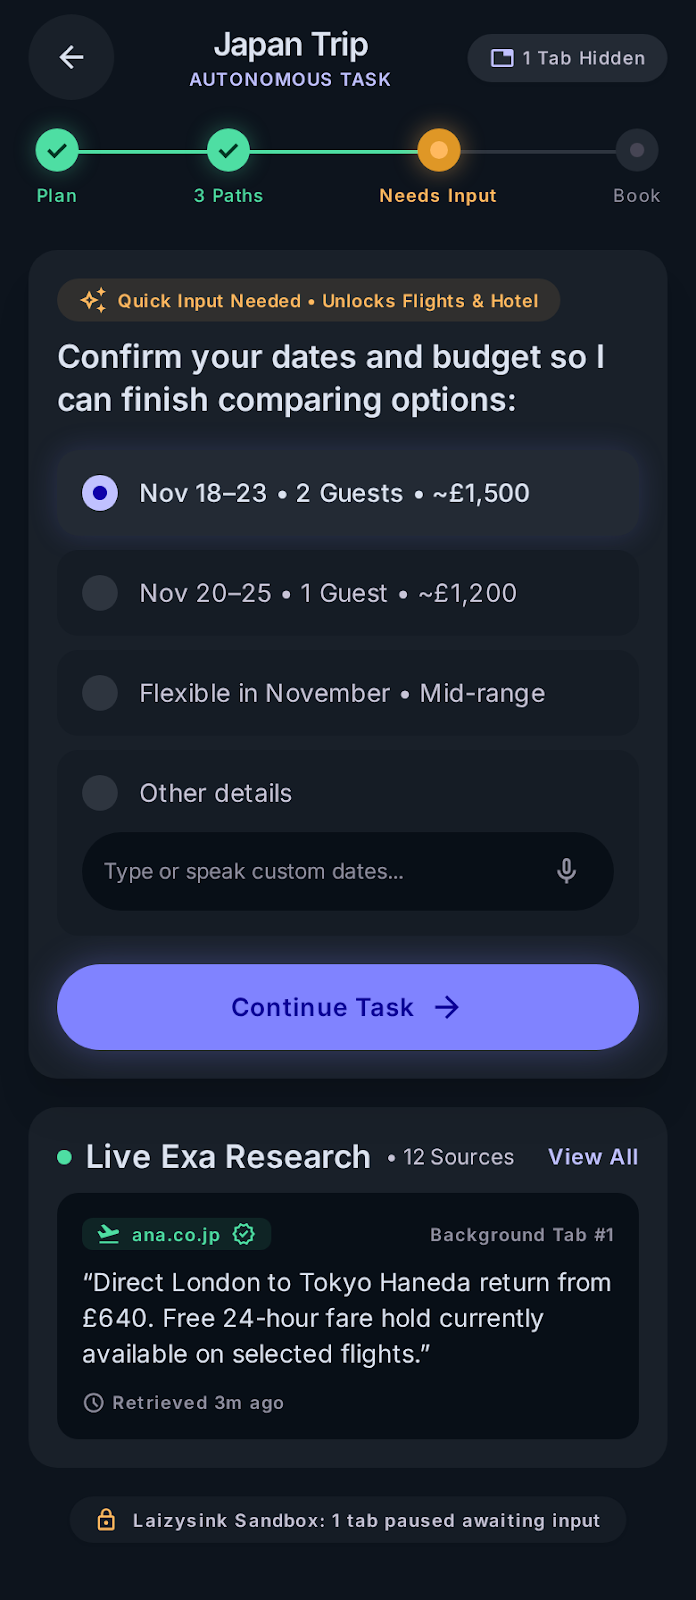 Japan Trip
AUTONOMOUS TASK
1 Tab Hidden
Plan
3 Paths
Needs Input
Book
Quick Input Needed • Unlocks Flights & Hotel
Confirm your dates and budget so I
can finish comparing options:
Nov 18–23 • 2 Guests • ~£1,500
Nov 20–25 • 1 Guest • ~£1,200
Flexible in November • Mid-range
Other details
Type or speak custom dates...
Continue Task →
Live Exa Research • 12 Sources
View All
ana.co.jp
Background Tab #1
“Direct London to Tokyo Haneda return from
£640. Free 24-hour fare hold currently
available on selected flights.”
Retrieved 3m ago
Laizysink Sandbox: 1 tab paused awaiting input